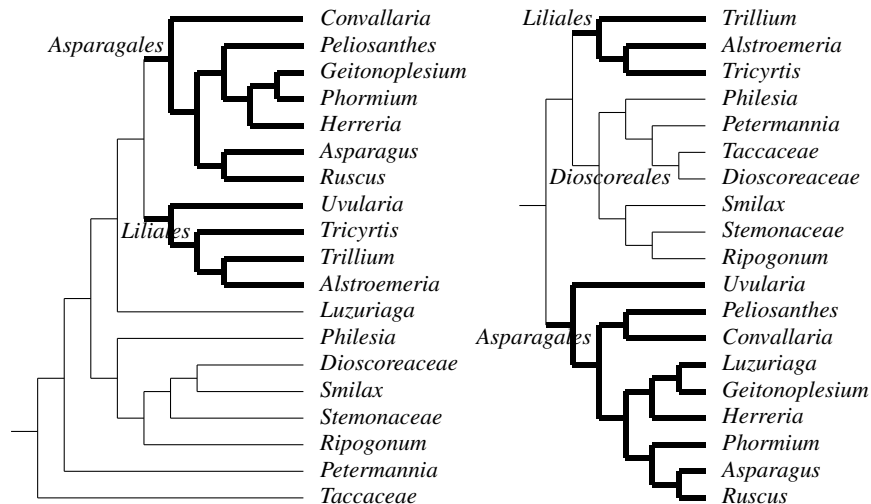 Convallaria
Asparagales
Peliosanthes
Geitonoplesium
Phormium
Herreria
Asparagus
Ruscus
Uvularia
Liliales
Tricyrtis
Trillium
Alstroemeria
Luzuriaga
Philesia
Dioscoreaceae
Smilax
Stemonaceae
Ripogonum
Petermannia
Taccaceae
Liliales
Trillium
Alstroemeria
Tricyrtis
Philesia
Petermannia
Taccaceae
Dioscoreales
Dioscoreaceae
Smilax
Stemonaceae
Ripogonum
Uvularia
Peliosanthes
Asparagales
Convallaria
Luzuriaga
Geitonoplesium
Herreria
Phormium
Asparagus
Ruscus